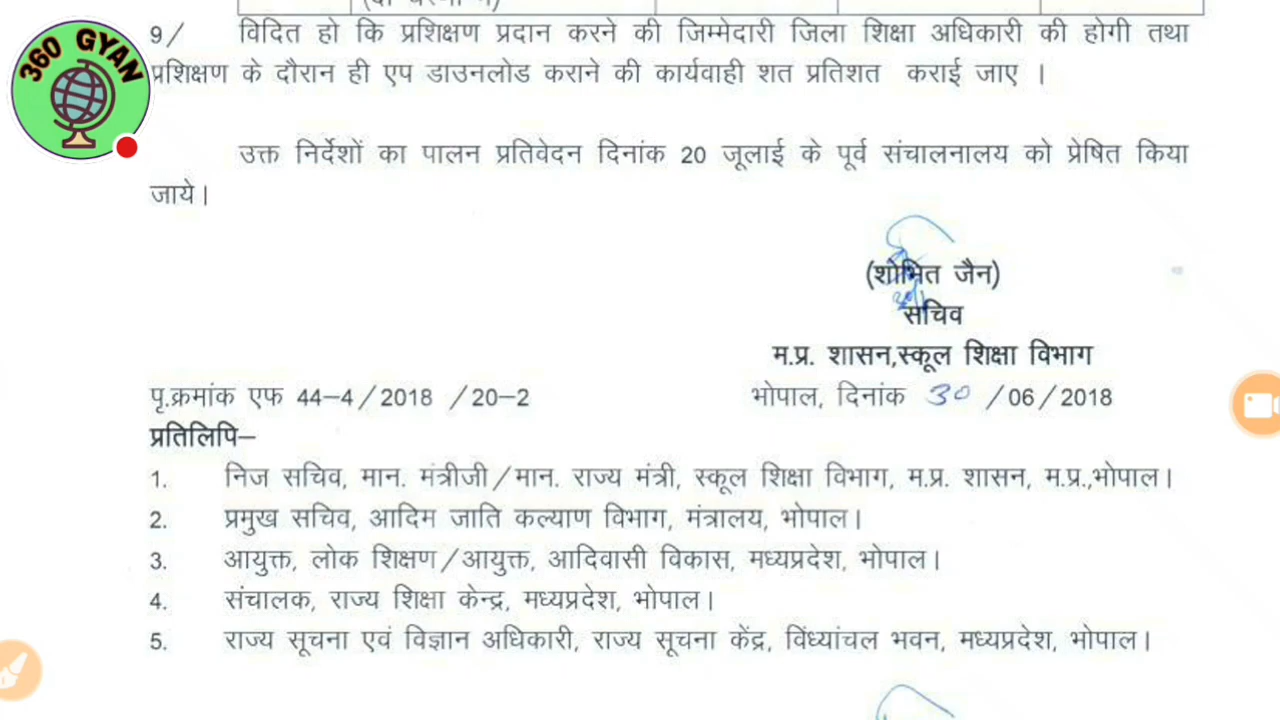 360 GYAN
9/ विदित हो कि प्रशिक्षण प्रदान करने की जिम्मेदारी जिला शिक्षा अधिकारी की होगी तथा
प्रशिक्षण के दौरान ही एप डाउनलोड कराने की कार्यवाही शत प्रतिशत कराई जाए ।
उक्त निर्देशों का पालन प्रतिवेदन दिनांक 20 जूलाई के पूर्व संचालनालय को प्रेषित किया
जाये।
(शोभित जैन)
सचिव
म.प्र. शासन,स्कूल शिक्षा विभाग
पृ.क्रमांक एफ 44–4/2018 /20–2 भोपाल, दिनांक 30 /06/2018
प्रतिलिपि–
1. निज सचिव, मान. मंत्रीजी/मान. राज्य मंत्री, स्कूल शिक्षा विभाग, म.प्र. शासन, म.प्र.,भोपाल।
2. प्रमुख सचिव, आदिम जाति कल्याण विभाग, मंत्रालय, भोपाल।
3. आयुक्त, लोक शिक्षण/आयुक्त, आदिवासी विकास, मध्यप्रदेश, भोपाल।
4. संचालक, राज्य शिक्षा केन्द्र, मध्यप्रदेश, भोपाल।
5. राज्य सूचना एवं विज्ञान अधिकारी, राज्य सूचना केंद्र, विंध्यांचल भवन, मध्यप्रदेश, भोपाल।